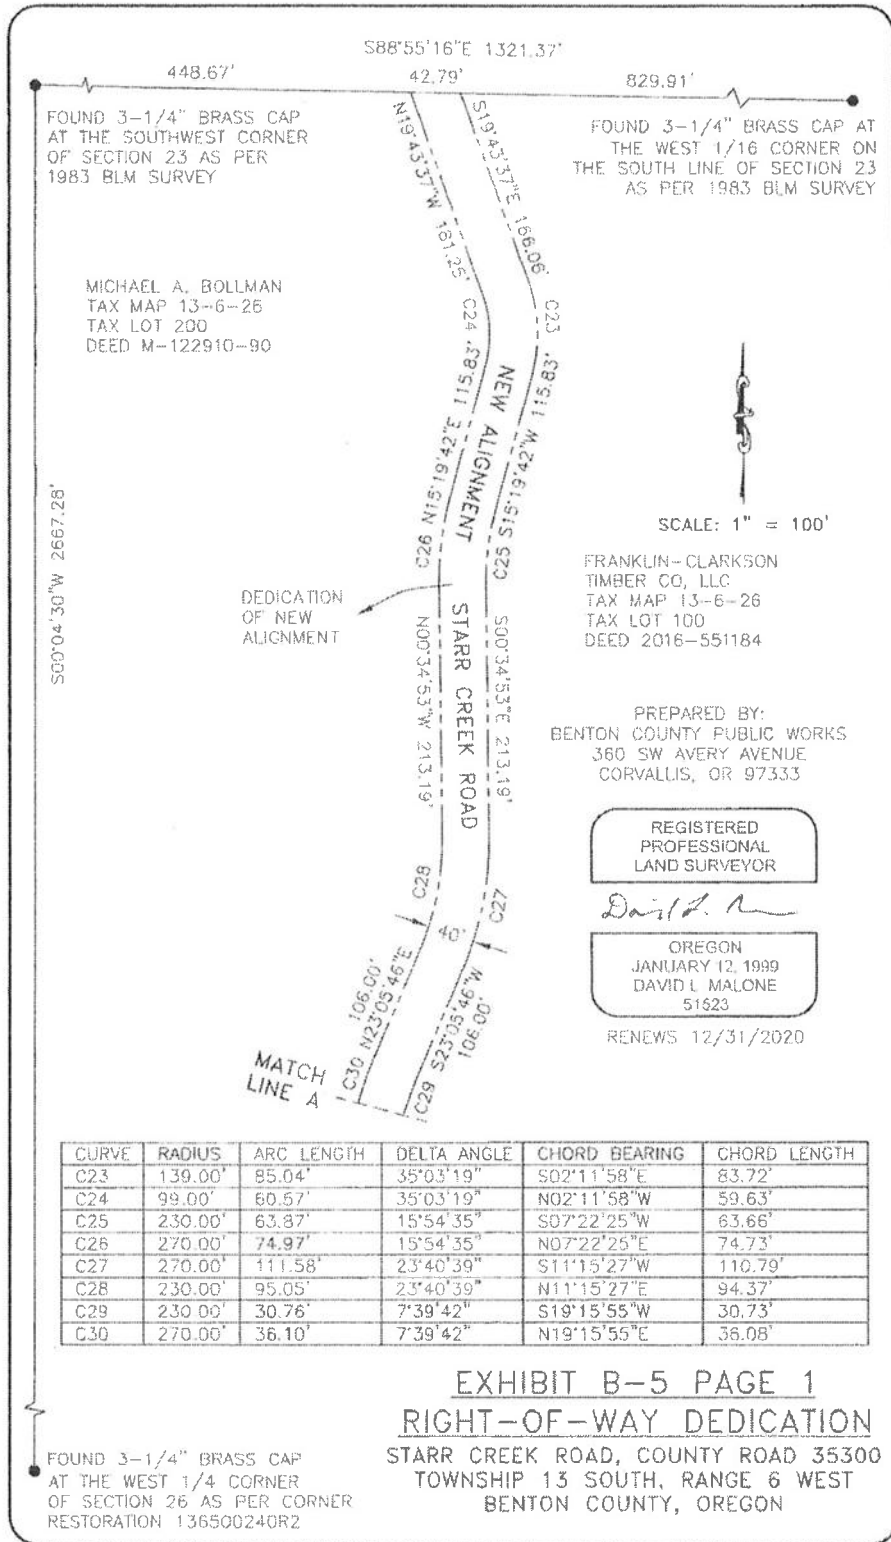 S88°55'16"E 1321.37'
448.67'
42.79'
829.91'
FOUND 3-1/4" BRASS CAP
AT THE SOUTHWEST CORNER
OF SECTION 23 AS PER
1983 BLM SURVEY
FOUND 3-1/4" BRASS CAP AT
THE WEST 1/16 CORNER ON
THE SOUTH LINE OF SECTION 23
AS PER 1983 BLM SURVEY
N19°43'37"W 181.25'
S19°43'37"E 166.06'
MICHAEL A. BOLLMAN
TAX MAP 13-6-26
TAX LOT 200
DEED M-122910-90
C24
C23
N15°19'42"E 115.83'
NEW ALIGNMENT
S15°19'42"W 115.83'
C26
C25
S00°04'30"W 2667.28'
SCALE: 1" = 100'
FRANKLIN-CLARKSON
TIMBER CO, LLC
TAX MAP 13-6-26
TAX LOT 100
DEED 2016-551184
DEDICATION
OF NEW
ALIGNMENT
N00°34'53"W 213.19'
STARR CREEK ROAD
S00°34'53"E 213.19'
PREPARED BY:
BENTON COUNTY PUBLIC WORKS
360 SW AVERY AVENUE
CORVALLIS, OR 97333
REGISTERED
PROFESSIONAL
LAND SURVEYOR
OREGON
JANUARY 12, 1999
DAVID L MALONE
51523
RENEWS 12/31/2020
C28
C27
40'
106.00'
N23°05'46"E
S23°05'46"W
106.00'
C30
C29
MATCH
LINE A
CURVE RADIUS ARC LENGTH DELTA ANGLE CHORD BEARING CHORD LENGTH
C23 139.00' 85.04' 35°03'19" S02°11'58"E 83.72'
C24 99.00' 60.57' 35°03'19" N02°11'58"W 59.63'
C25 230.00' 63.87' 15°54'35" S07°22'25"W 63.66'
C26 270.00' 74.97' 15°54'35" N07°22'25"E 74.73'
C27 270.00' 111.58' 23°40'39" S11°15'27"W 110.79'
C28 230.00' 95.05' 23°40'39" N11°15'27"E 94.37'
C29 230.00' 30.76' 7°39'42" S19°15'55"W 30.73'
C30 270.00' 36.10' 7°39'42" N19°15'55"E 36.08'
EXHIBIT B-5 PAGE 1
RIGHT-OF-WAY DEDICATION
STARR CREEK ROAD, COUNTY ROAD 35300
TOWNSHIP 13 SOUTH, RANGE 6 WEST
BENTON COUNTY, OREGON
FOUND 3-1/4" BRASS CAP
AT THE WEST 1/4 CORNER
OF SECTION 26 AS PER CORNER
RESTORATION 136500240R2